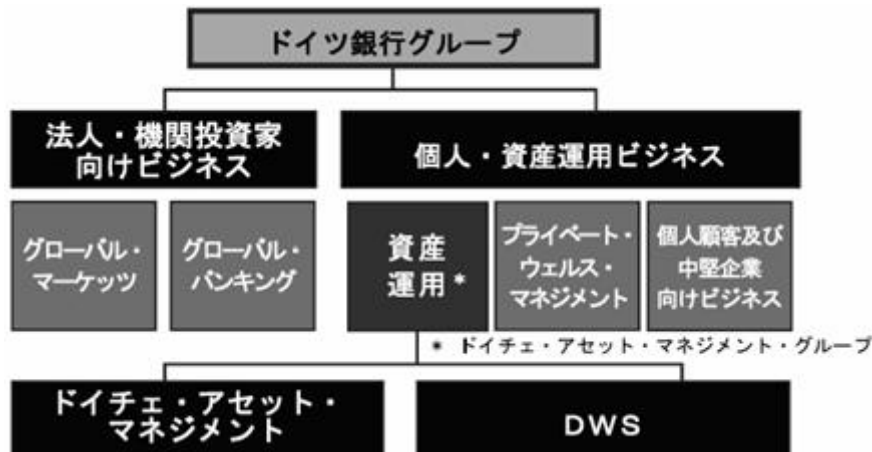 ドイツ銀行グループ
法人・機関投資家
向けビジネス
個人・資産運用ビジネス
グローバル・
マーケッツ
グローバル・
バンキング
資産
運用*
プライベート・
ウェルス・
マネジメント
個人顧客及び
中堅企業
向けビジネス
* ドイチェ・アセット・マネジメント・グループ
ドイチェ・アセット・
マネジメント
DWS